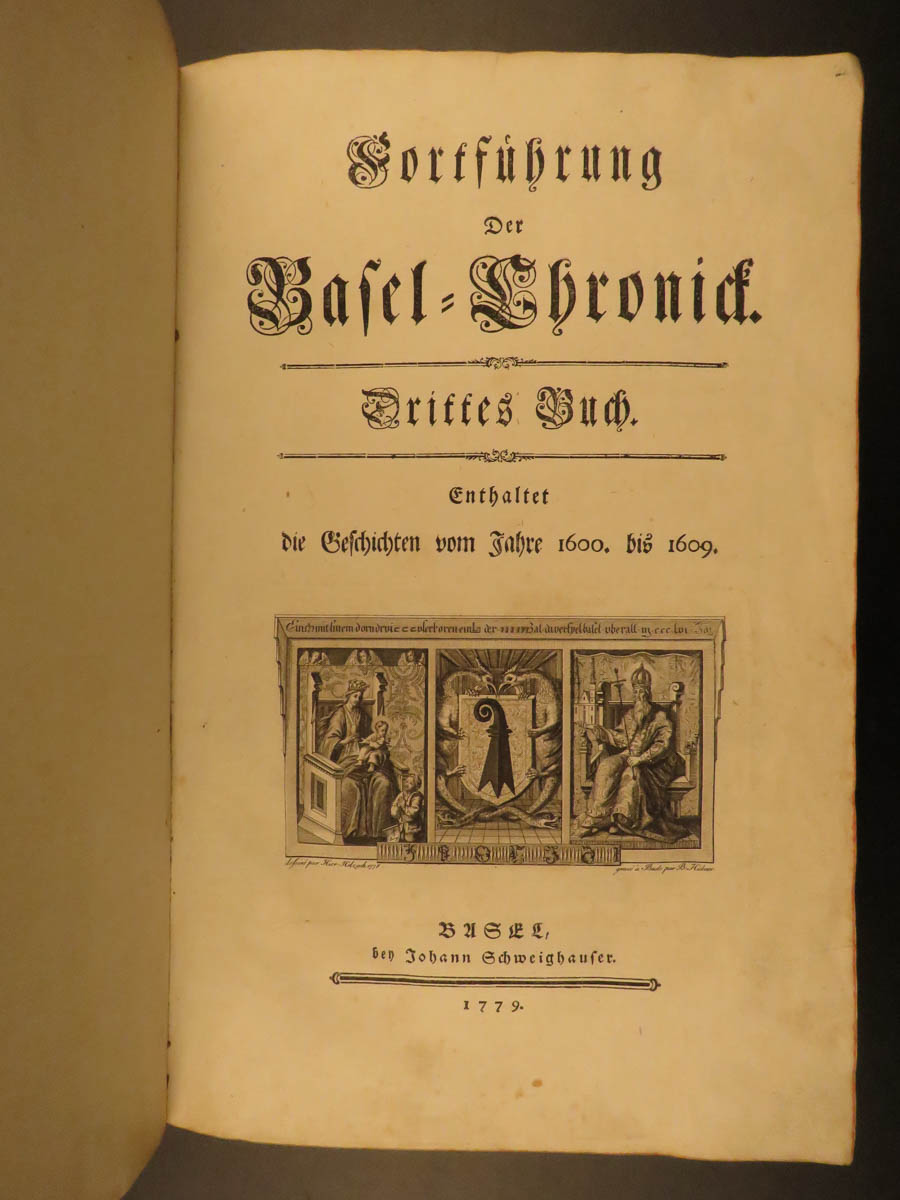 Fortführung
Der
Basel=Chronick.
Drittes Buch.
Enthaltet
die Geschichten vom Jahre 1600. bis 1609.
BASEL,
bey Johann Schweighauser.
1779.